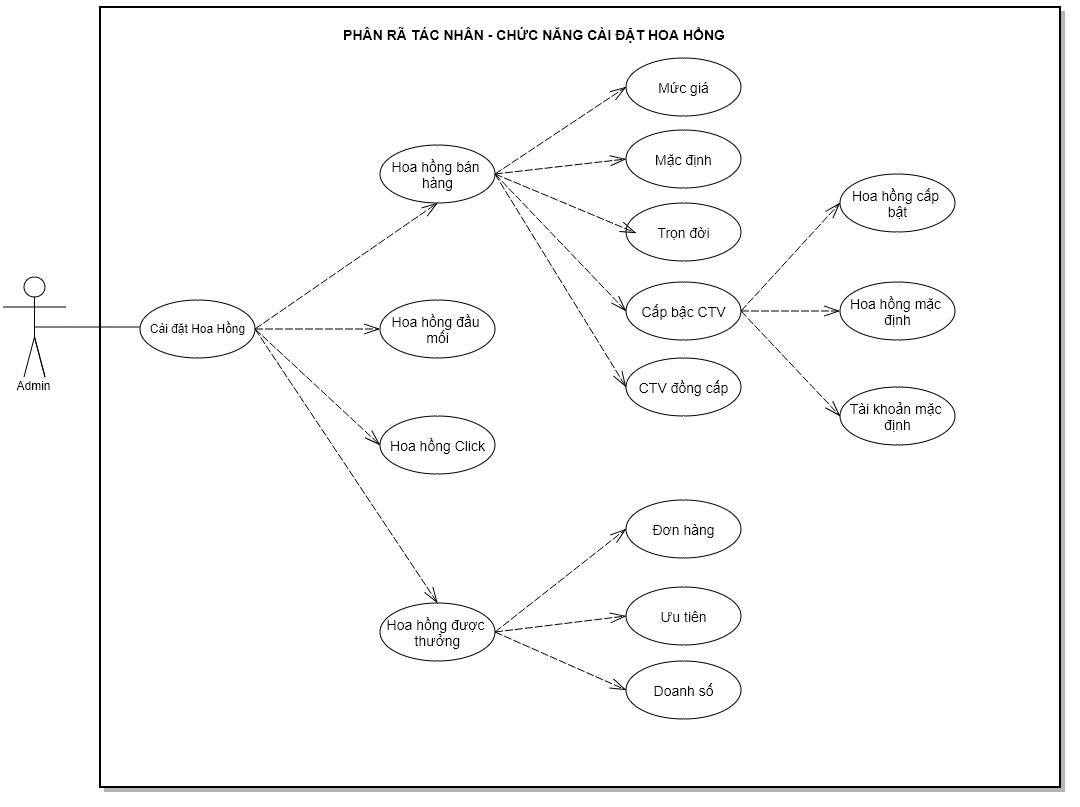 PHÂN RÃ TÁC NHÂN - CHỨC NĂNG CÀI ĐẶT HOA HỒNG
Mức giá
Hoa hồng bán
hàng
Mặc định
Hoa hồng cấp
bật
Trọn đời
Cấp bậc CTV
Hoa hồng mặc
định
Cài đặt Hoa Hồng
Hoa hồng đầu
mối
Admin
CTV đồng cấp
Tài khoản mặc
định
Hoa hồng Click
Đơn hàng
Ưu tiên
Hoa hồng được
thưởng
Doanh số